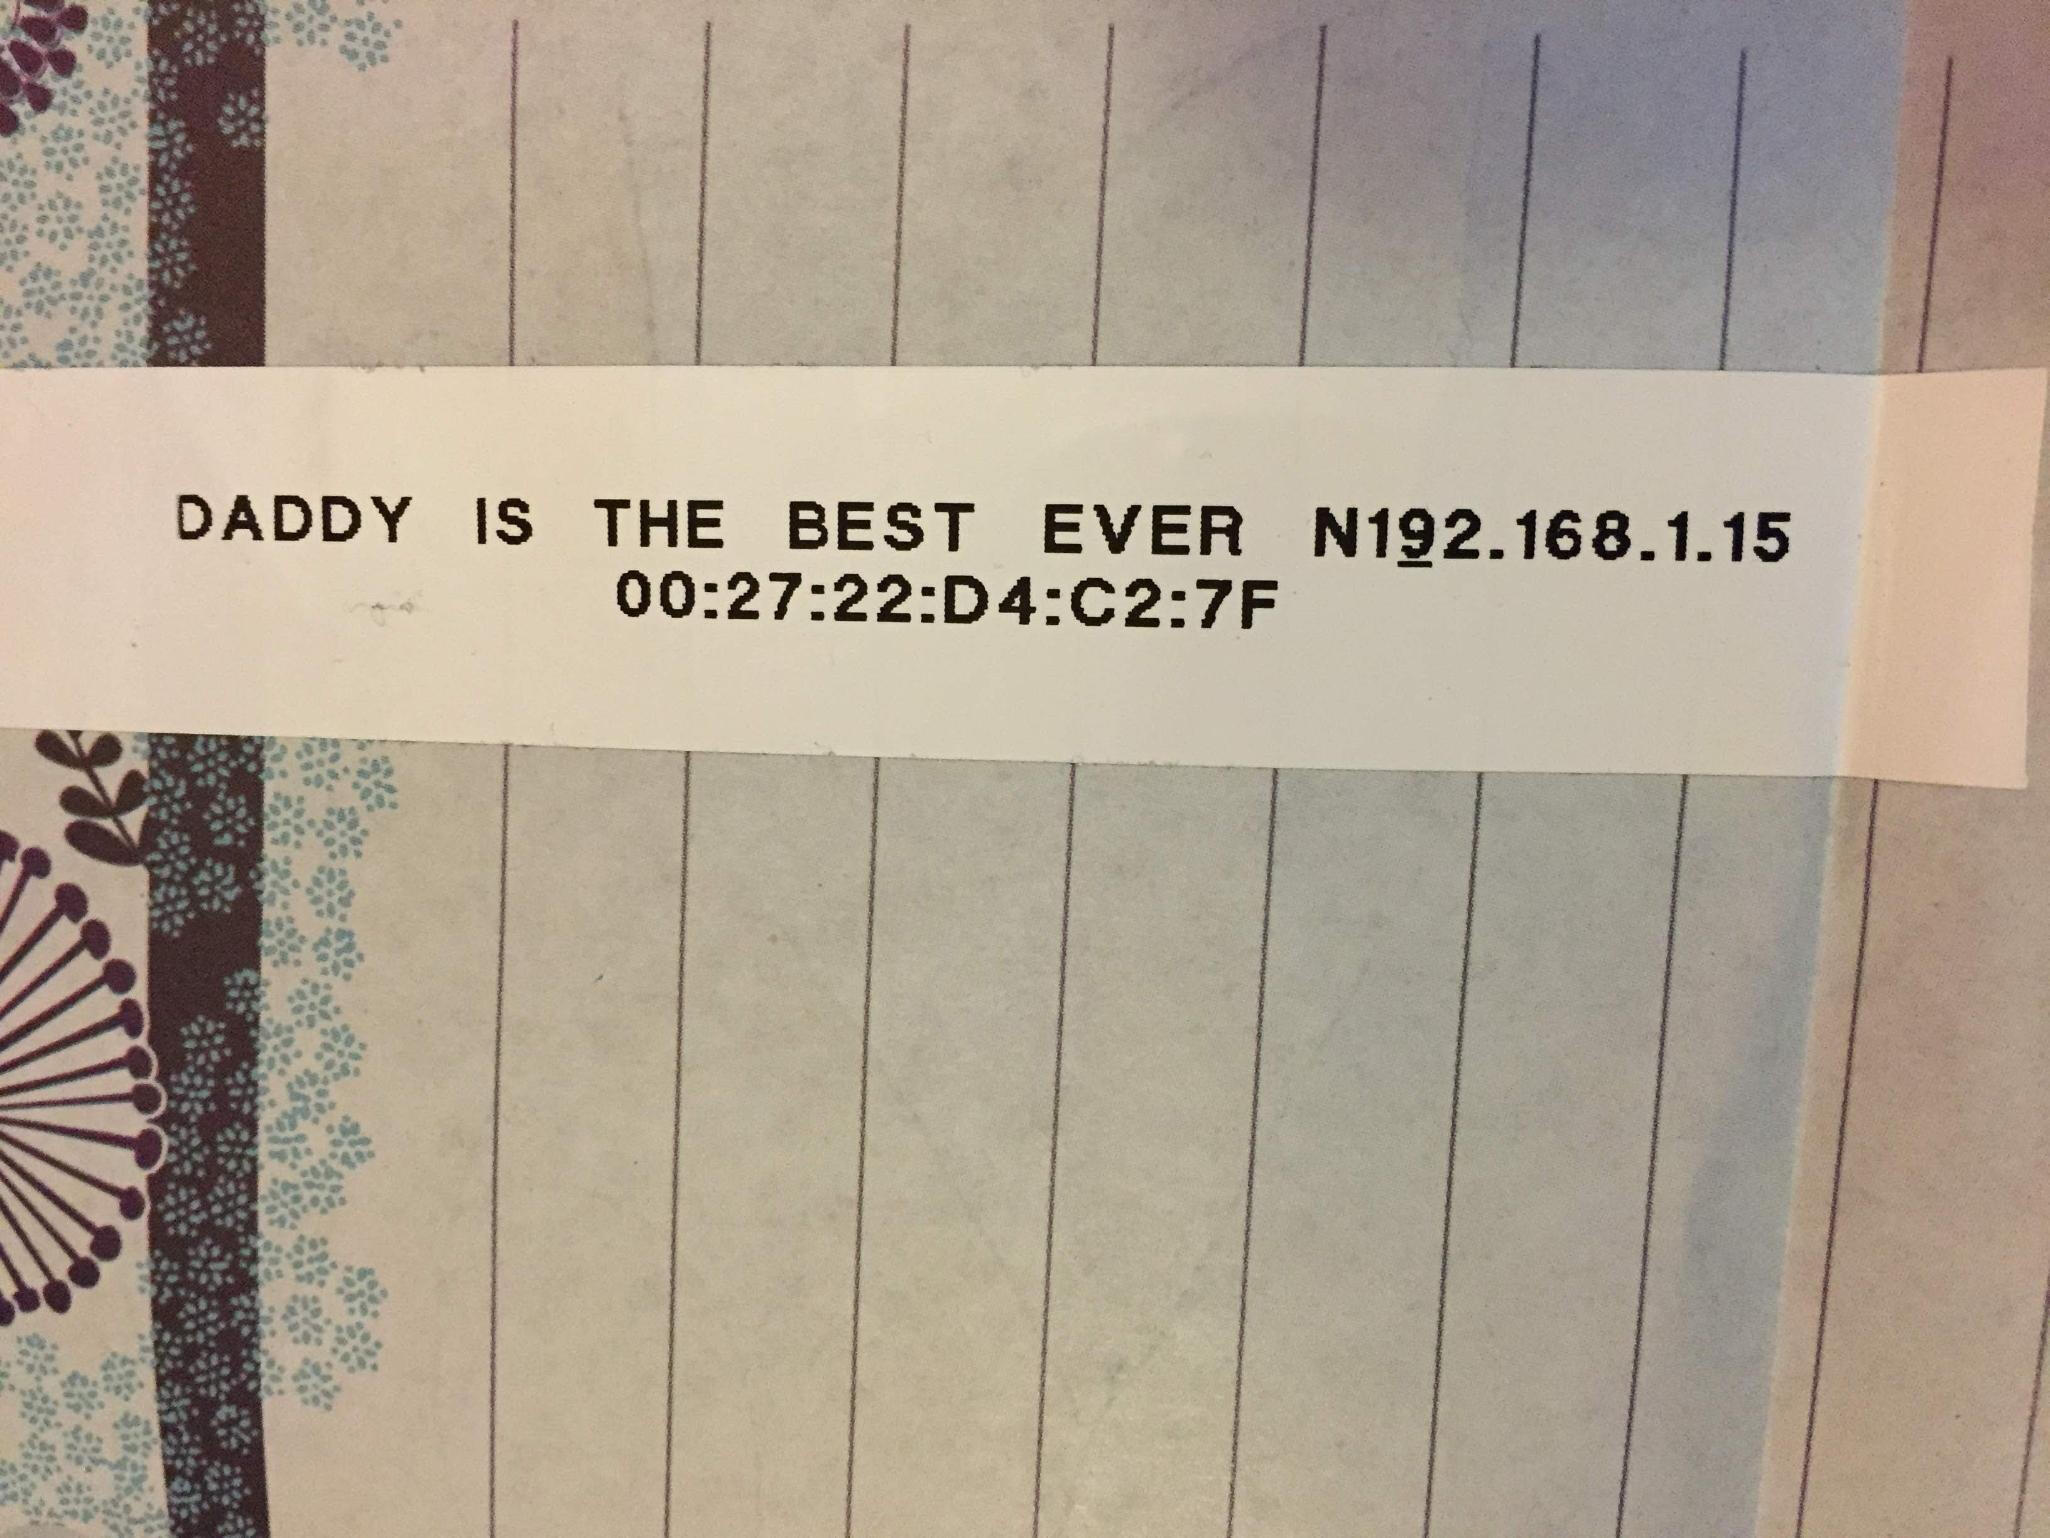 DADDY IS THE BEST EVER N192.168.1.15
00:27:22:D4:C2:7F